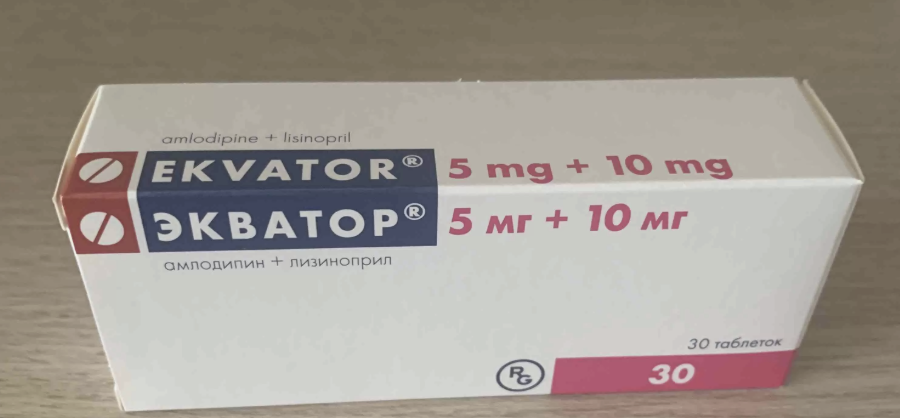 amlodipine + lisinopril
EKVATOR® 5 mg + 10 mg
ЭКВАТОР® 5 мг + 10 мг
амлодипин + лизиноприл
30 таблеток
RG 30